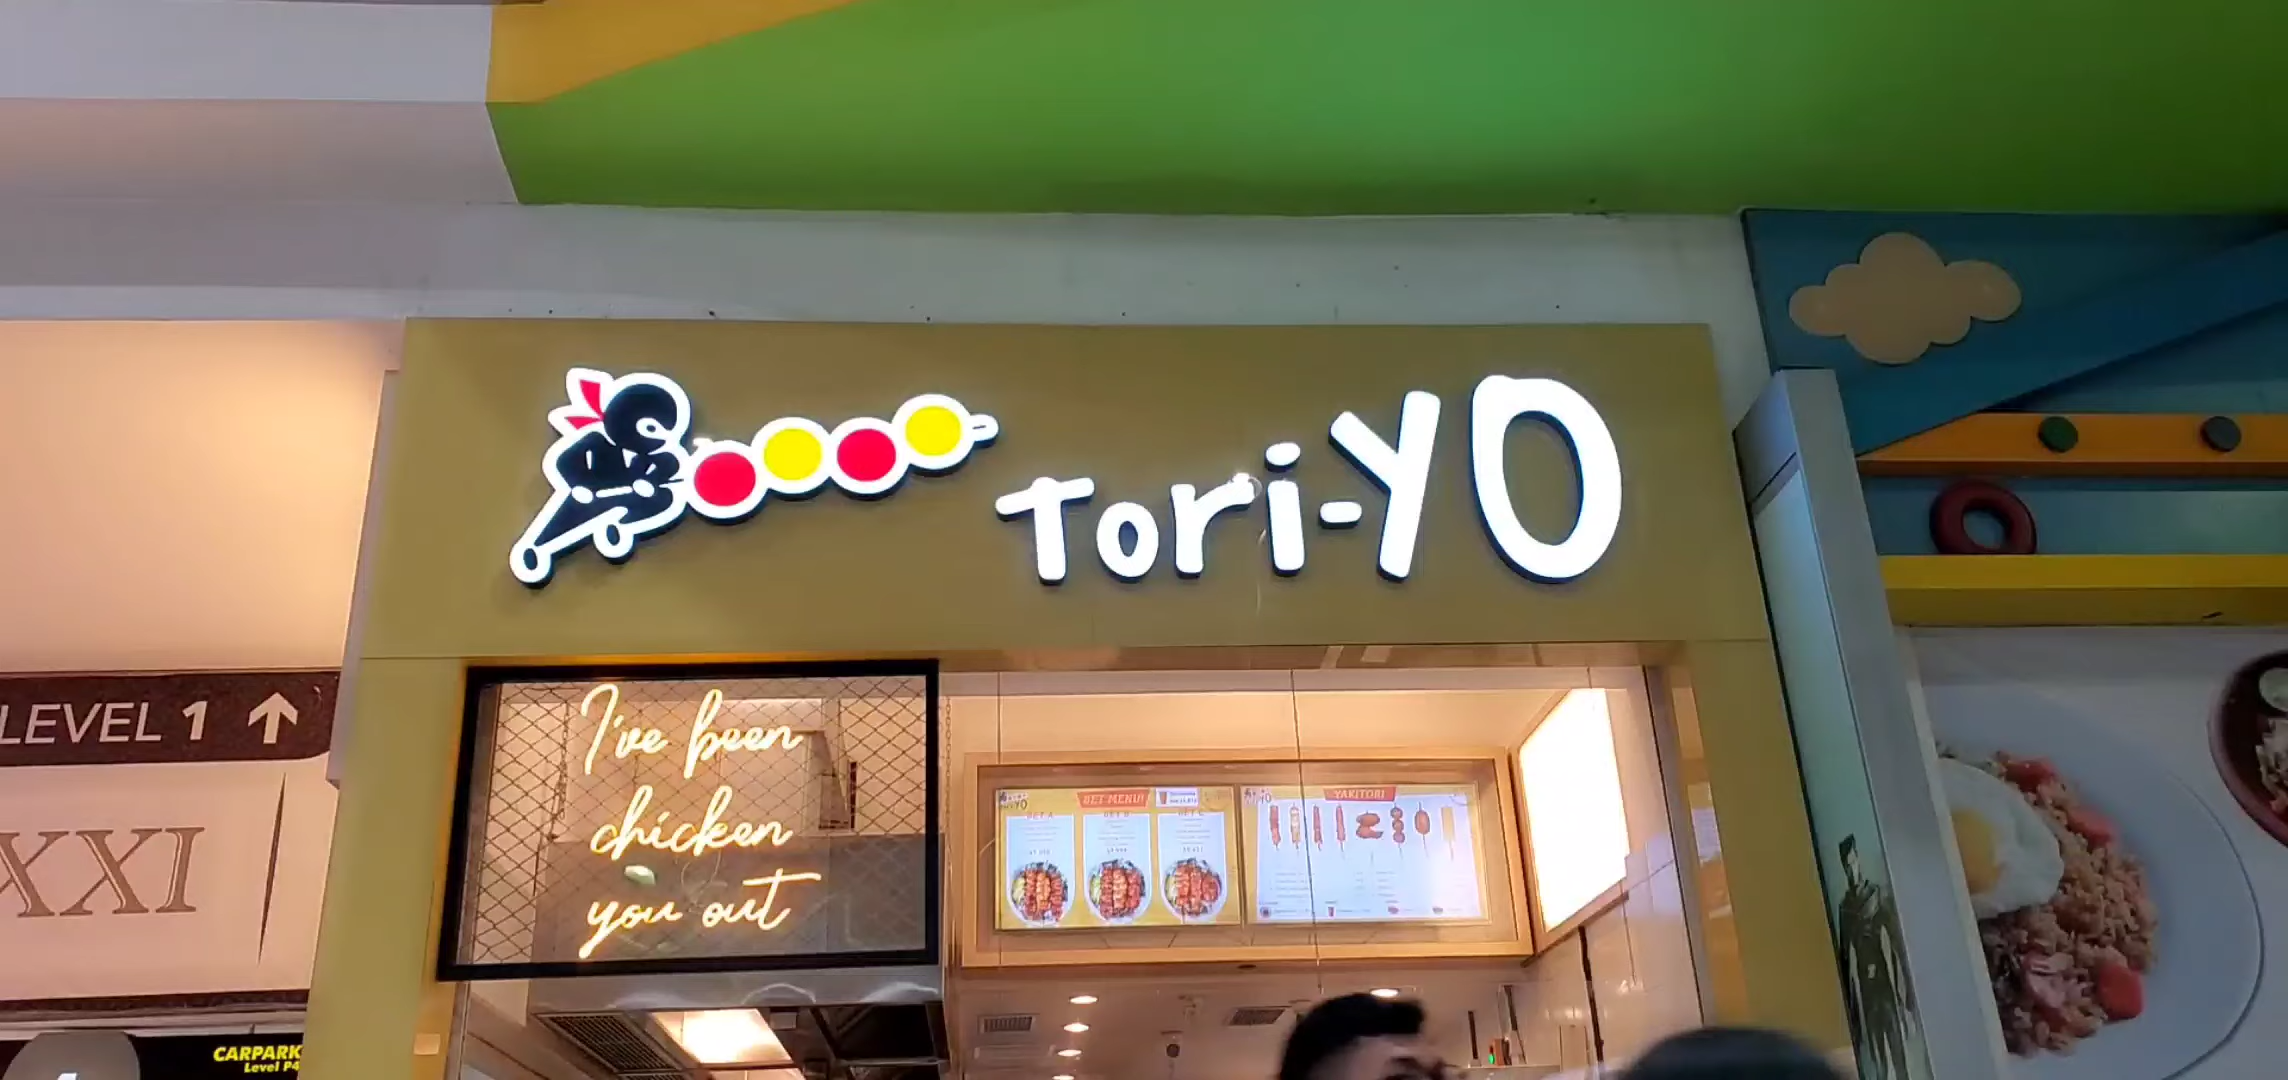 Tori-YO
LEVEL 1 ↑
XXI
CARPARK
Level P4
I've been
chicken
you out
SET MENU!
YAKITORI